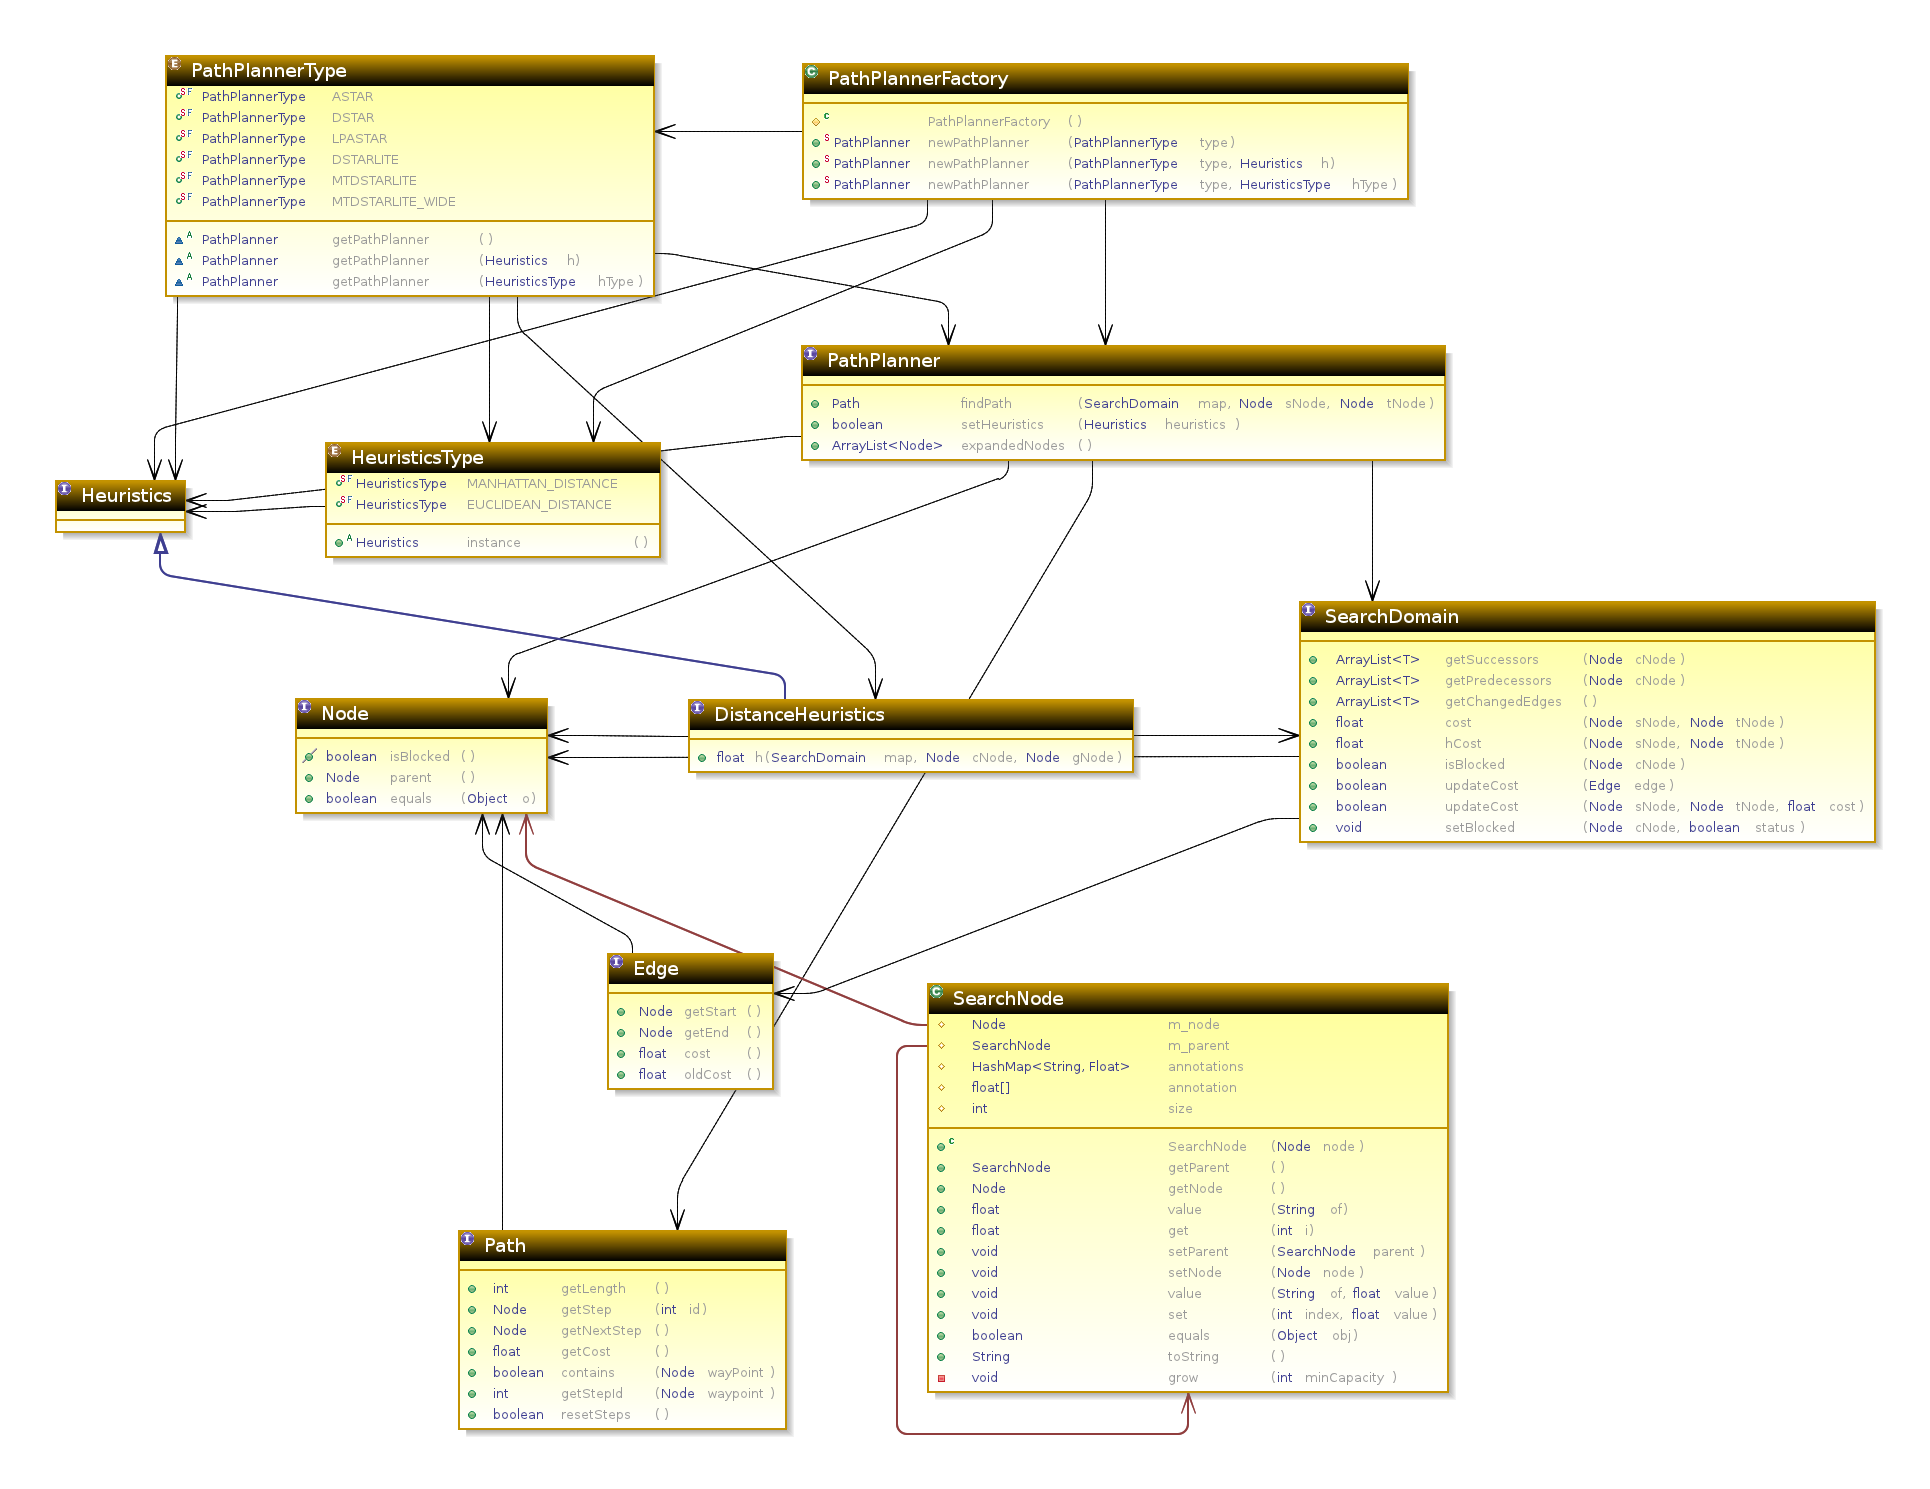 PathPlannerType
PathPlannerType ASTAR
PathPlannerType DSTAR
PathPlannerType LPASTAR
PathPlannerType DSTARLITE
PathPlannerType MTDSTARLITE
PathPlannerType MTDSTARLITE_WIDE
PathPlanner getPathPlanner ( )
PathPlanner getPathPlanner (Heuristics h)
PathPlanner getPathPlanner (HeuristicsType hType )
PathPlannerFactory
PathPlannerFactory ( )
PathPlanner newPathPlanner (PathPlannerType type )
PathPlanner newPathPlanner (PathPlannerType type, Heuristics h)
PathPlanner newPathPlanner (PathPlannerType type, HeuristicsType hType )
PathPlanner
Path findPath (SearchDomain map, Node sNode, Node tNode )
boolean setHeuristics (Heuristics heuristics )
ArrayList<Node> expandedNodes ( )
HeuristicsType
HeuristicsType MANHATTAN_DISTANCE
HeuristicsType EUCLIDEAN_DISTANCE
Heuristics instance ( )
Heuristics
SearchDomain
ArrayList<T> getSuccessors (Node cNode )
ArrayList<T> getPredecessors (Node cNode )
ArrayList<T> getChangedEdges ( )
float cost (Node sNode, Node tNode )
float hCost (Node sNode, Node tNode )
boolean isBlocked (Node cNode )
boolean updateCost (Edge edge )
boolean updateCost (Node sNode, Node tNode, float cost )
void setBlocked (Node cNode, boolean status )
Node
boolean isBlocked ( )
Node parent ( )
boolean equals (Object o)
DistanceHeuristics
float h (SearchDomain map, Node cNode, Node gNode )
Edge
Node getStart ( )
Node getEnd ( )
float cost ( )
float oldCost ( )
SearchNode
Node m_node
SearchNode m_parent
HashMap<String, Float> annotations
float[] annotation
int size
SearchNode (Node node )
SearchNode getParent ( )
Node getNode ( )
float value (String of)
float get (int i)
void setParent (SearchNode parent )
void setNode (Node node )
void value (String of, float value )
void set (int index, float value )
boolean equals (Object obj)
String toString ( )
void grow (int minCapacity )
Path
int getLength ( )
Node getStep (int id)
Node getNextStep ( )
float getCost ( )
boolean contains (Node wayPoint )
int getStepId (Node waypoint )
boolean resetSteps ( )